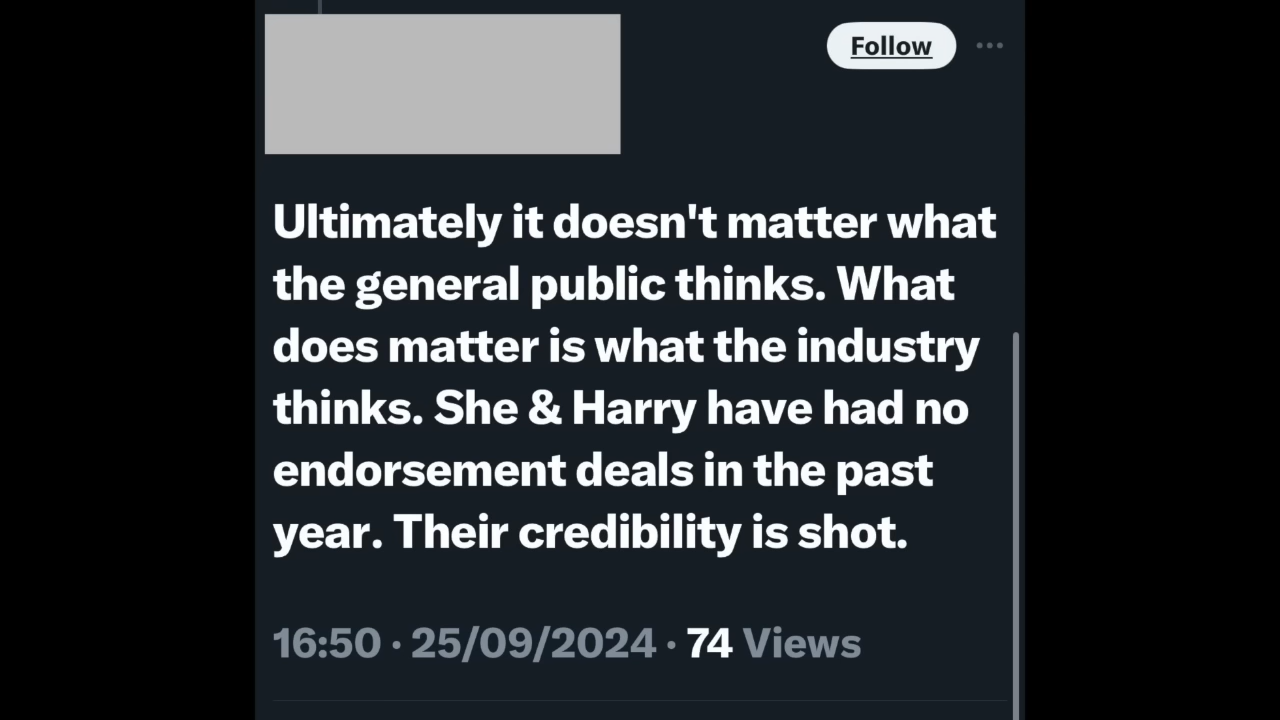 Follow
Ultimately it doesn't matter what
the general public thinks. What
does matter is what the industry
thinks. She & Harry have had no
endorsement deals in the past
year. Their credibility is shot.
16:50 · 25/09/2024 · 74 Views